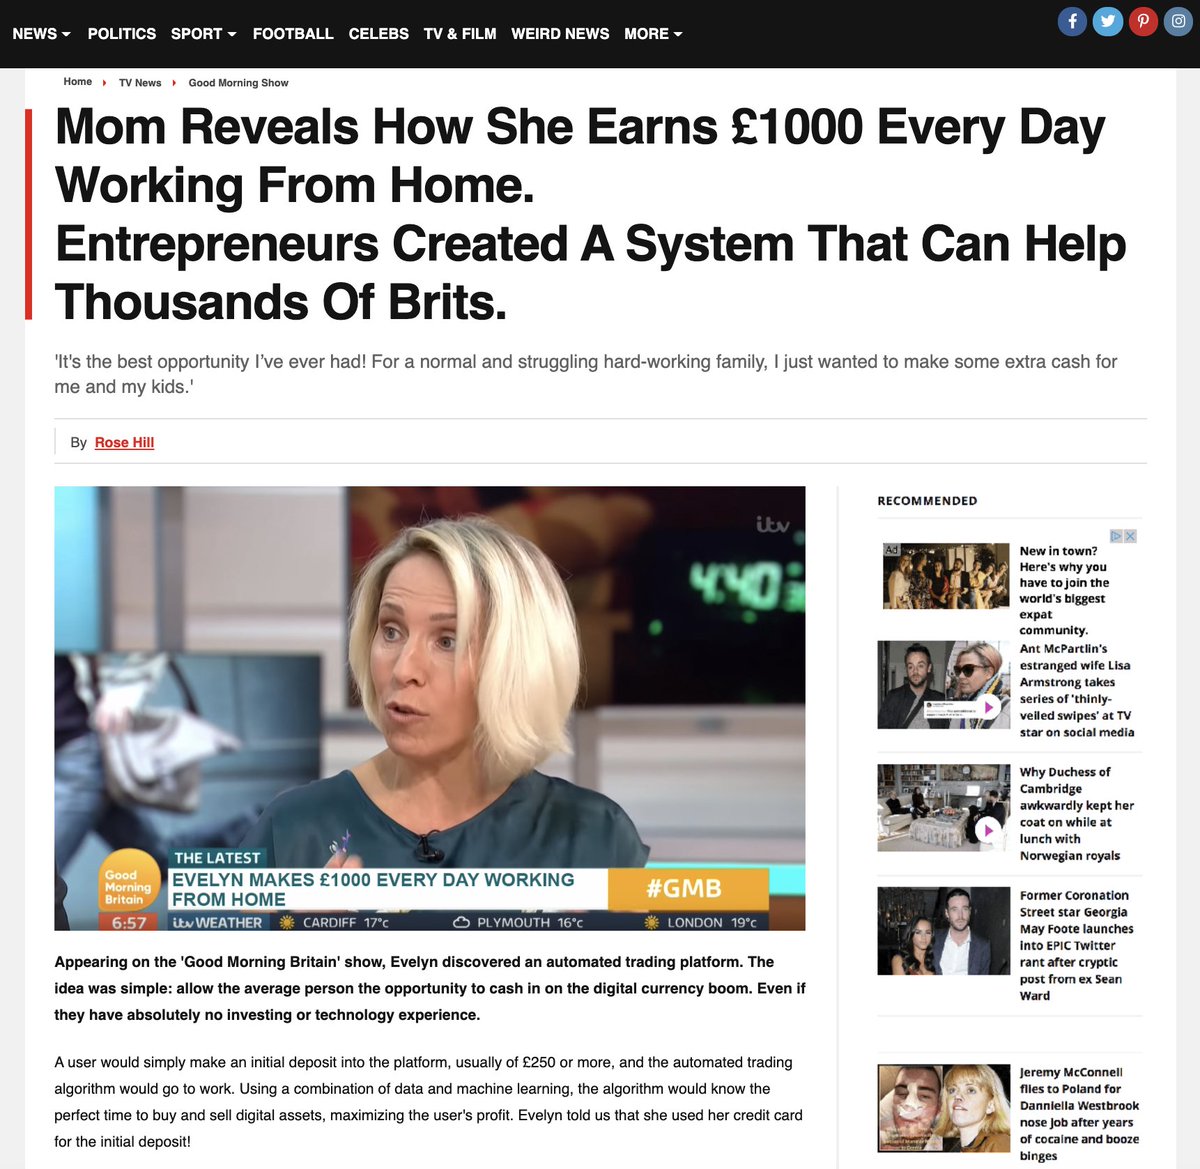 NEWS POLITICS SPORT FOOTBALL CELEBS TV & FILM WEIRD NEWS MORE
Home TV News Good Morning Show
Mom Reveals How She Earns £1000 Every Day
Working From Home.
Entrepreneurs Created A System That Can Help
Thousands Of Brits.
'It's the best opportunity I’ve ever had! For a normal and struggling hard-working family, I just wanted to make some extra cash for
me and my kids.'
By Rose Hill
itv
4:40
THE LATEST
Good
Morning
Britain
EVELYN MAKES £1000 EVERY DAY WORKING
FROM HOME
#GMB
6:57
itv WEATHER CARDIFF 17°c PLYMOUTH 16°c LONDON 19°c
Appearing on the 'Good Morning Britain' show, Evelyn discovered an automated trading platform. The
idea was simple: allow the average person the opportunity to cash in on the digital currency boom. Even if
they have absolutely no investing or technology experience.
A user would simply make an initial deposit into the platform, usually of £250 or more, and the automated trading
algorithm would go to work. Using a combination of data and machine learning, the algorithm would know the
perfect time to buy and sell digital assets, maximizing the user's profit. Evelyn told us that she used her credit card
for the initial deposit!
RECOMMENDED
Ad
New in town?
Here's why you
have to join the
world's biggest
expat
community.
Ant McPartlin's
estranged wife Lisa
Armstrong takes
series of 'thinly-
veiled swipes' at TV
star on social media
Why Duchess of
Cambridge
awkwardly kept her
coat on while at
lunch with
Norwegian royals
Former Coronation
Street star Georgia
May Foote launches
into EPIC Twitter
rant after cryptic
post from ex Sean
Ward
Jeremy McConnell
flies to Poland for
Danniella Westbrook
nose job after years
of cocaine and booze
binges